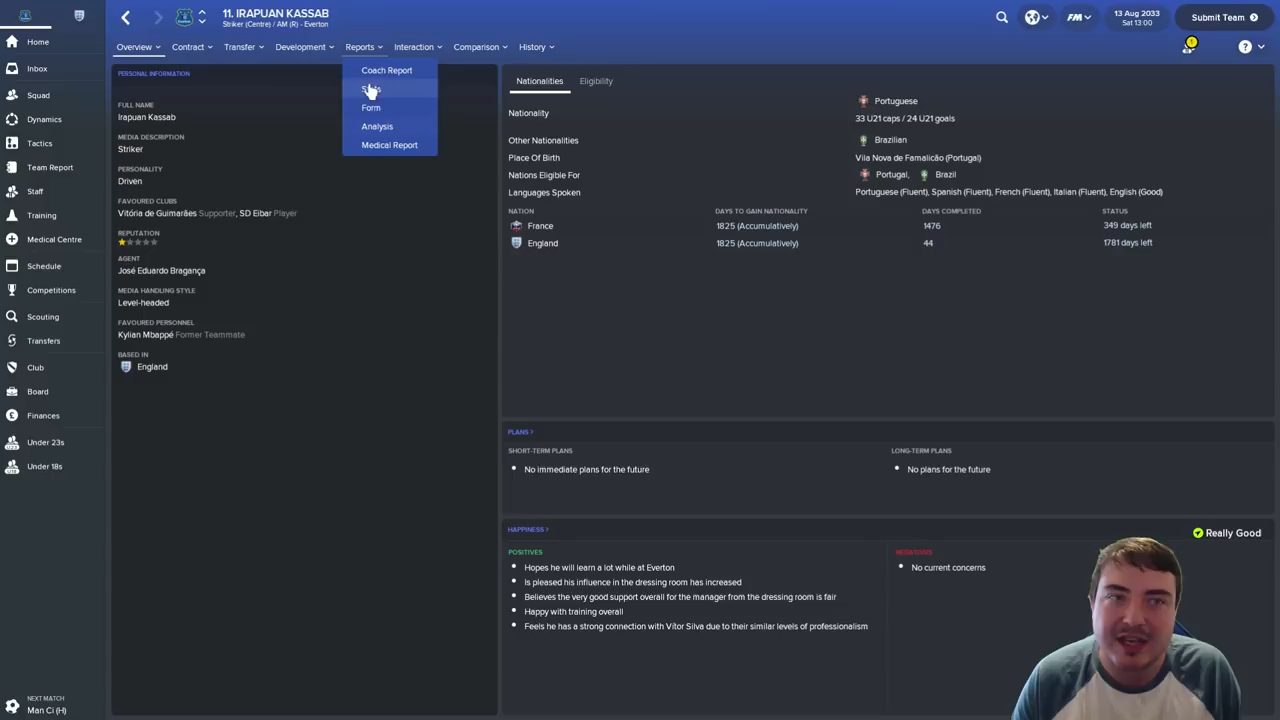 11. IRAPUAN KASSAB
Striker (Centre) / AM (R) - Everton
FM
13 Aug 2033
Sat 13:00
Submit Team
Home
Inbox
Squad
Dynamics
Tactics
Team Report
Staff
Training
Medical Centre
Schedule
Competitions
Scouting
Transfers
Club
Board
Finances
Under 23s
Under 18s
NEXT MATCH
Man Ci (H)
Overview
Contract
Transfer
Development
Reports
Interaction
Comparison
History
1
?
Coach Report
Form
Analysis
Medical Report
PERSONAL INFORMATION
FULL NAME
Irapuan Kassab
MEDIA DESCRIPTION
Striker
PERSONALITY
Driven
FAVOURED CLUBS
Vitória de Guimarães Supporter, SD Eibar Player
REPUTATION
AGENT
José Eduardo Bragança
MEDIA HANDLING STYLE
Level-headed
FAVOURED PERSONNEL
Kylian Mbappé Former Teammate
BASED IN
England
Nationalities Eligibility
Nationality Portuguese
33 U21 caps / 24 U21 goals
Other Nationalities Brazilian
Place Of Birth Vila Nova de Famalicão (Portugal)
Nations Eligible For Portugal, Brazil
Languages Spoken Portuguese (Fluent), Spanish (Fluent), French (Fluent), Italian (Fluent), English (Good)
NATION DAYS TO GAIN NATIONALITY DAYS COMPLETED STATUS
France 1825 (Accumulatively) 1476 349 days left
England 1825 (Accumulatively) 44 1781 days left
PLANS >
SHORT-TERM PLANS LONG-TERM PLANS
No immediate plans for the future No plans for the future
HAPPINESS >
Really Good
POSITIVES NEGATIVES
Hopes he will learn a lot while at Everton No current concerns
Is pleased his influence in the dressing room has increased
Believes the very good support overall for the manager from the dressing room is fair
Happy with training overall
Feels he has a strong connection with Vítor Silva due to their similar levels of professionalism